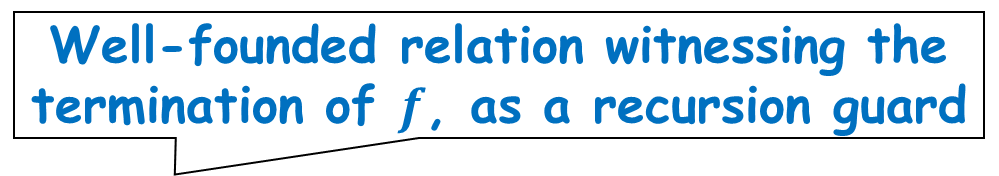 Well-founded relation witnessing the
termination of f, as a recursion guard